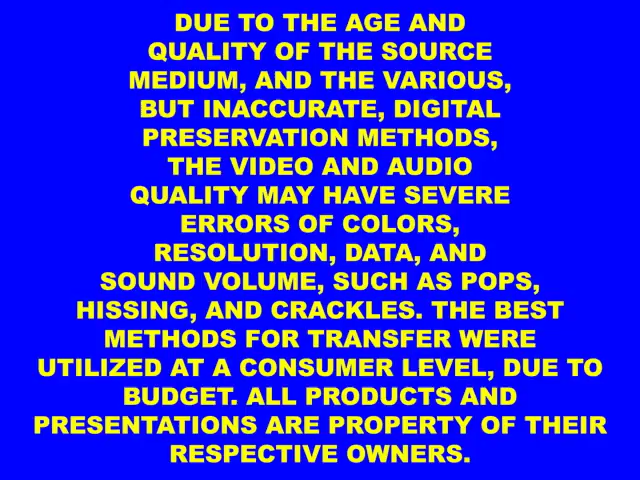 DUE TO THE AGE AND
QUALITY OF THE SOURCE
MEDIUM, AND THE VARIOUS,
BUT INACCURATE, DIGITAL
PRESERVATION METHODS,
THE VIDEO AND AUDIO
QUALITY MAY HAVE SEVERE
ERRORS OF COLORS,
RESOLUTION, DATA, AND
SOUND VOLUME, SUCH AS POPS,
HISSING, AND CRACKLES. THE BEST
METHODS FOR TRANSFER WERE
UTILIZED AT A CONSUMER LEVEL, DUE TO
BUDGET. ALL PRODUCTS AND
PRESENTATIONS ARE PROPERTY OF THEIR
RESPECTIVE OWNERS.